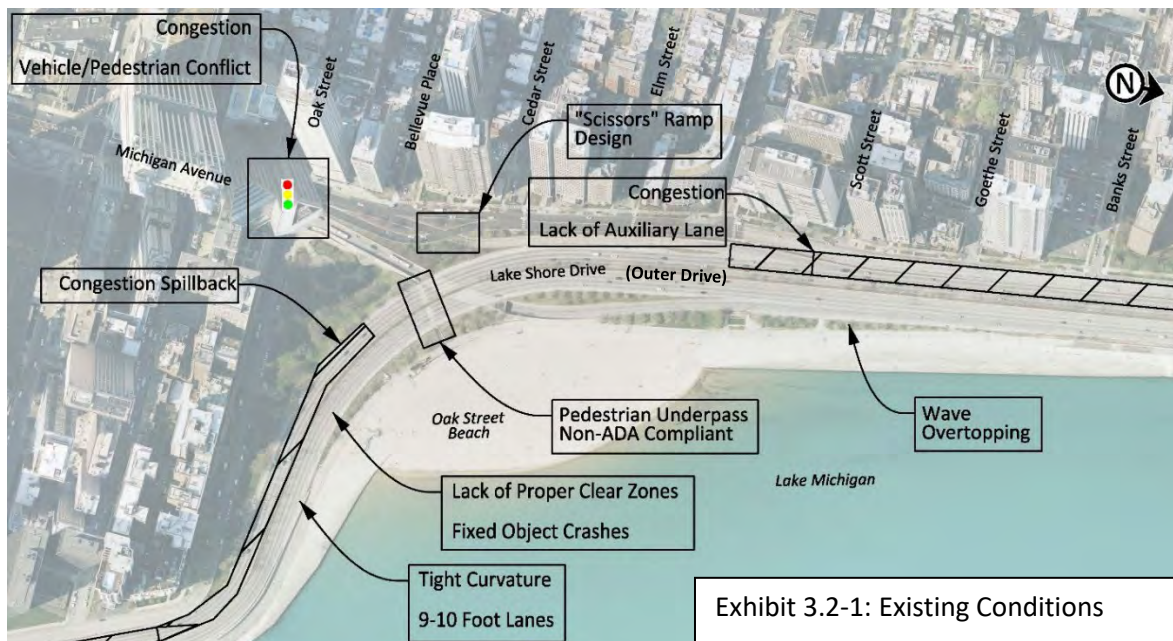 Congestion
Vehicle/Pedestrian Conflict
Oak Street
Bellevue Place
Cedar Street
Elm Street
N
"Scissors" Ramp
Design
Michigan Avenue
Congestion
Lack of Auxiliary Lane
Scott Street
Goethe Street
Banks Street
Congestion Spillback
Lake Shore Drive (Outer Drive)
Oak Street
Beach
Pedestrian Underpass
Non-ADA Compliant
Wave
Overtopping
Lake Michigan
Lack of Proper Clear Zones
Fixed Object Crashes
Tight Curvature
9-10 Foot Lanes
Exhibit 3.2-1: Existing Conditions